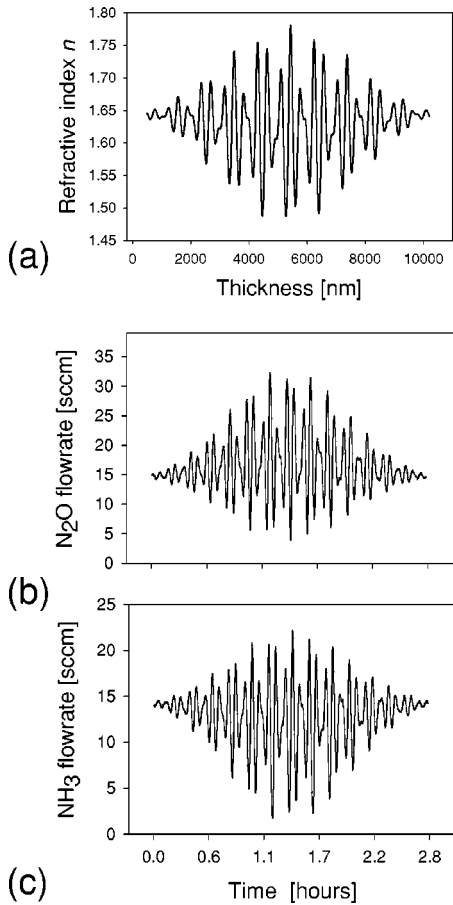 1.80
1.75
1.70
1.65
1.60
1.55
1.50
1.45
Refractive index n
0 2000 4000 6000 8000 10000
Thickness [nm]
(a)
35
30
25
20
15
10
5
0
N2O flowrate [sccm]
(b)
25
20
15
10
5
0
NH3 flowrate [sccm]
0.0 0.6 1.1 1.7 2.2 2.8
Time [hours]
(c)